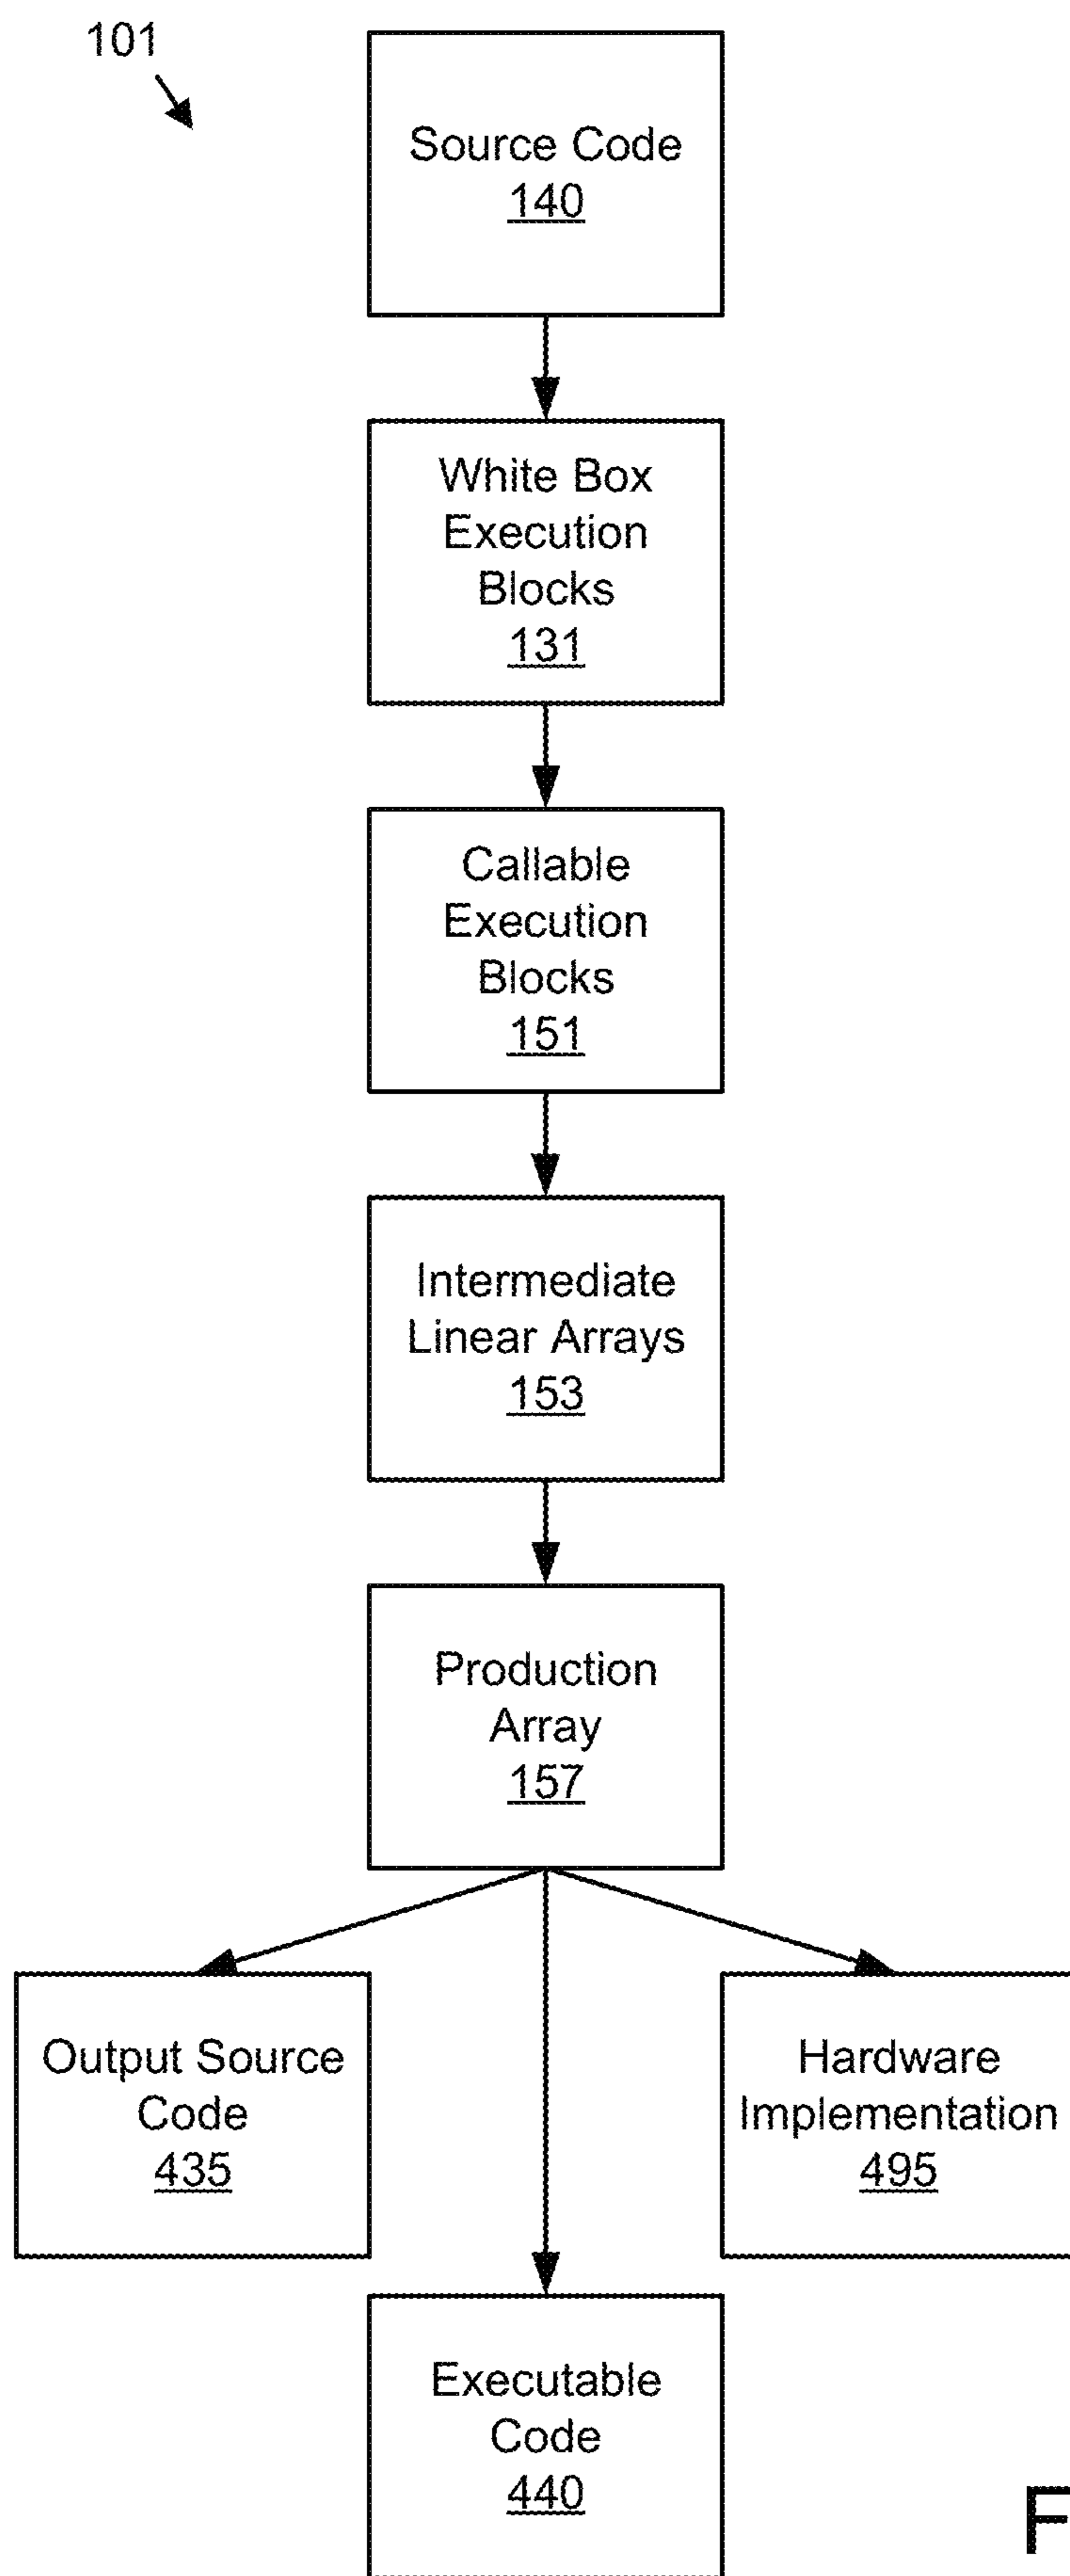 101
Source Code
140
White Box
Execution
Blocks
131
Callable
Execution
Blocks
151
Intermediate
Linear Arrays
153
Production
Array
157
Output Source
Code
435
Hardware
Implementation
495
Executable
Code
440
F